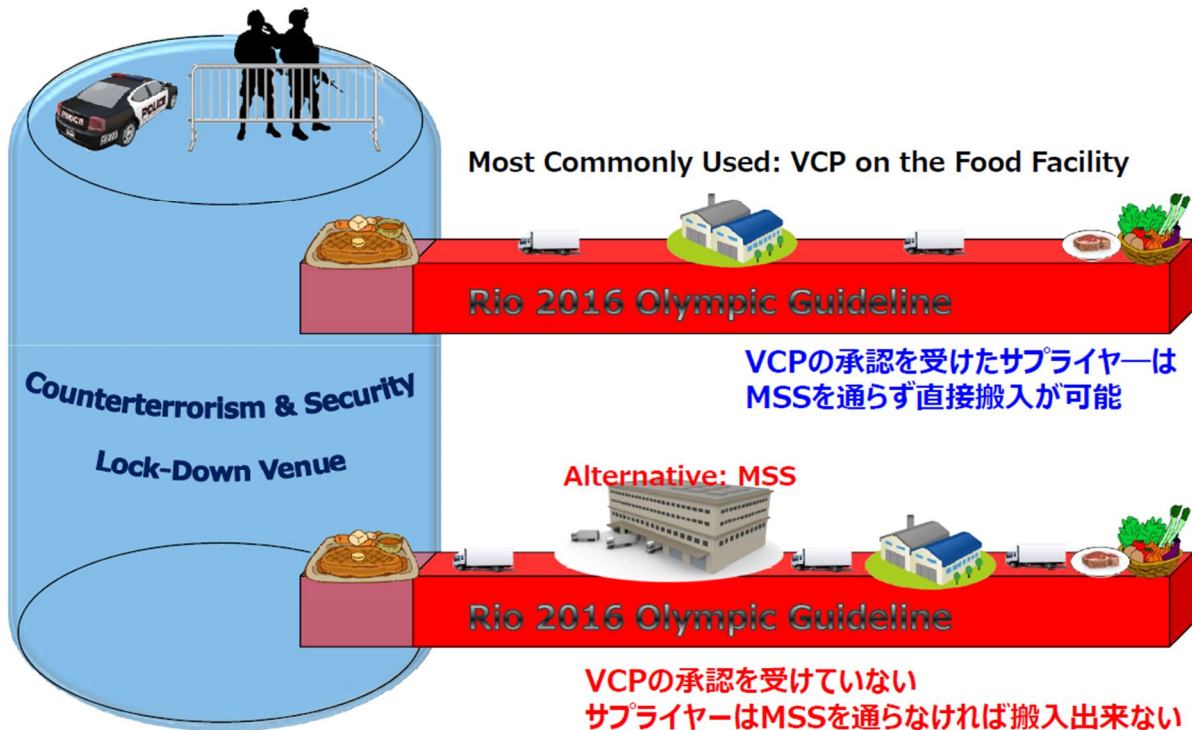 POLICE
Most Commonly Used: VCP on the Food Facility
Rio 2016 Olympic Guideline
VCPの承認を受けたサプライヤ―は
MSSを通らず直接搬入が可能
Counterterrorism & Security
Lock-Down Venue
Alternative: MSS
Rio 2016 Olympic Guideline
VCPの承認を受けていない
サプライヤーはMSSを通らなければ搬入出来ない